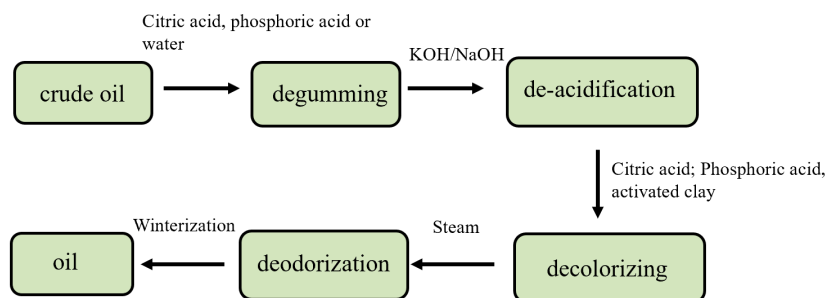 Citric acid, phosphoric acid or
water
KOH/NaOH
crude oil
degumming
de-acidification
Citric acid; Phosphoric acid,
activated clay
Winterization
Steam
oil
deodorization
decolorizing